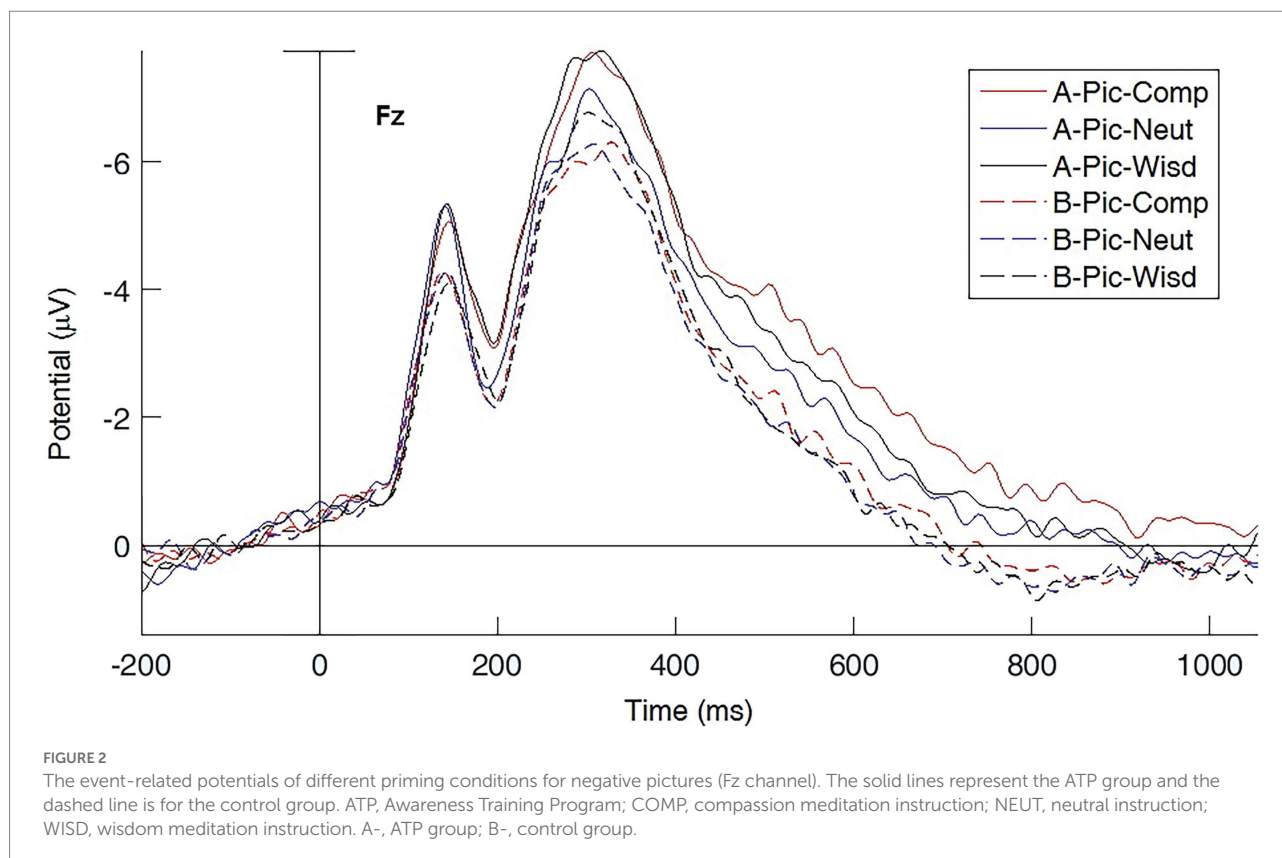 Fz
A-Pic-Comp
A-Pic-Neut
A-Pic-Wisd
B-Pic-Comp
B-Pic-Neut
B-Pic-Wisd
-6
-4
-2
0
Potential (μV)
-200 0 200 400 600 800 1000
Time (ms)
FIGURE 2
The event-related potentials of different priming conditions for negative pictures (Fz channel). The solid lines represent the ATP group and the
dashed line is for the control group. ATP, Awareness Training Program; COMP, compassion meditation instruction; NEUT, neutral instruction;
WISD, wisdom meditation instruction. A-, ATP group; B-, control group.